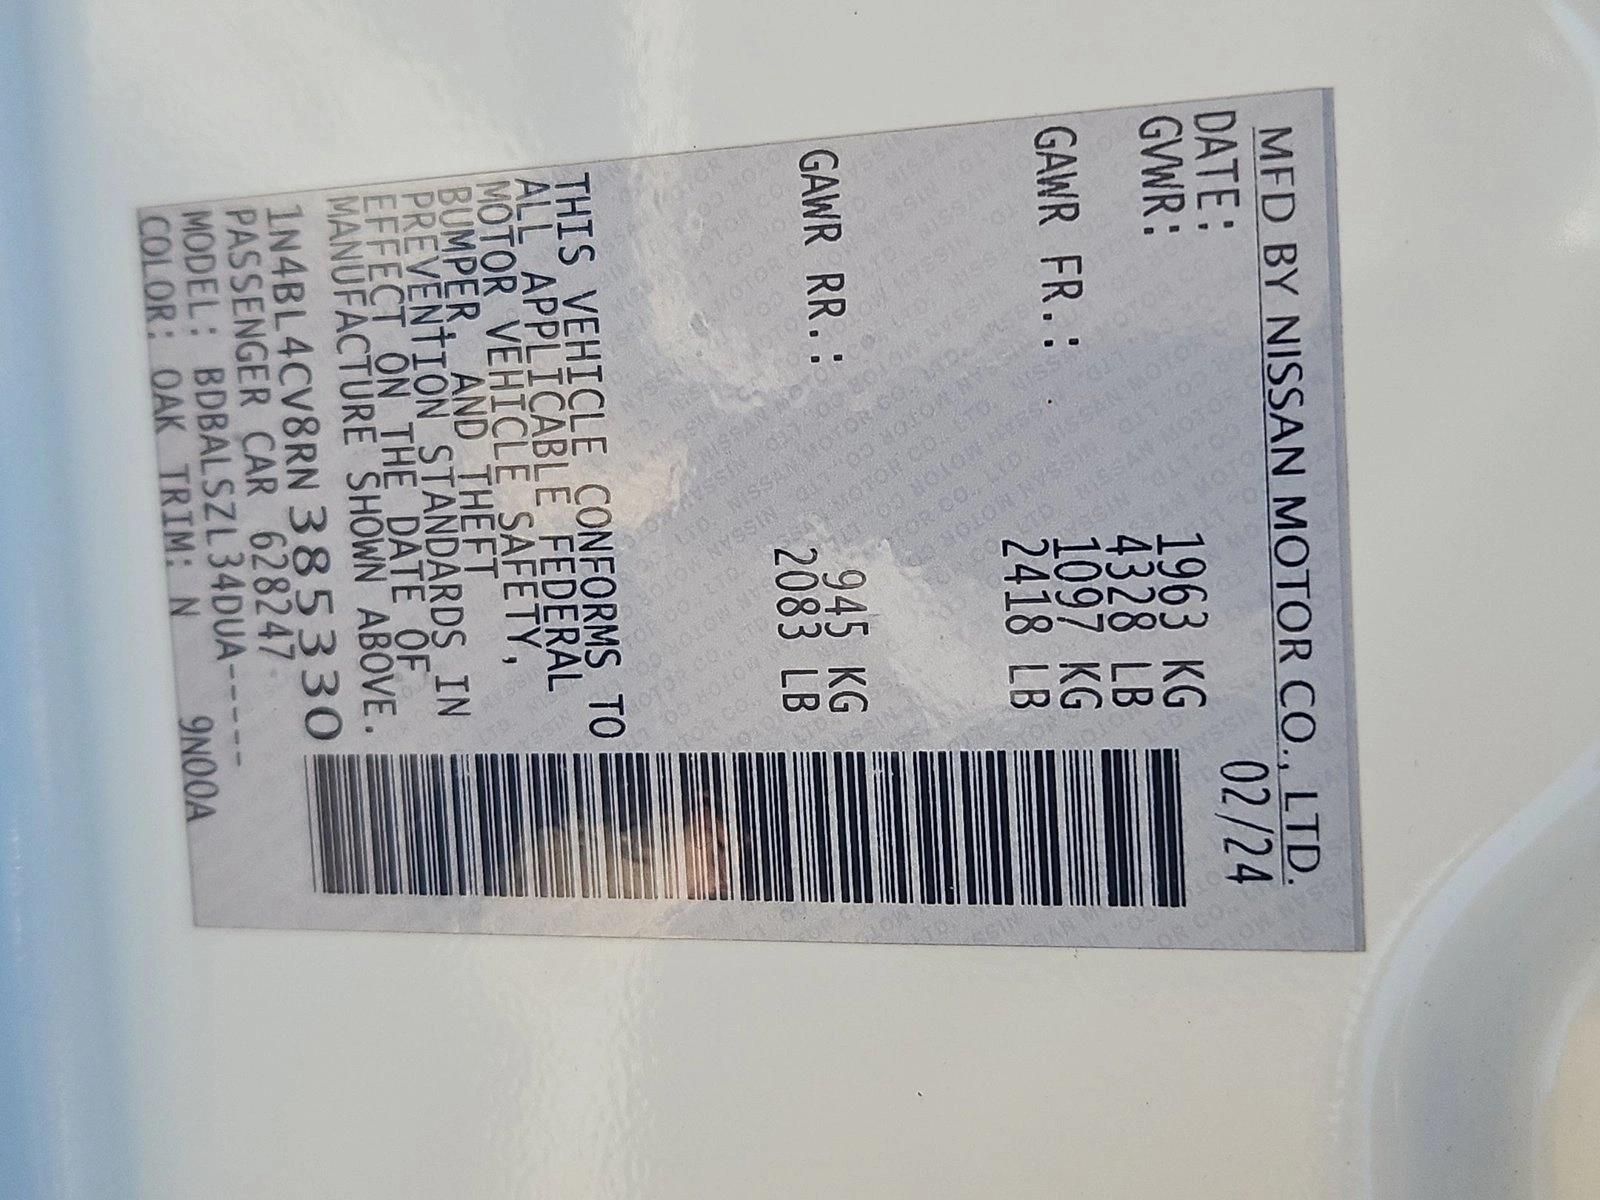 MFD BY NISSAN MOTOR CO., LTD.
DATE: 02/24
GVWR: 1963 KG
4328 LB
GAWR FR.: 1097 KG
2418 LB
GAWR RR.: 945 KG
2083 LB
THIS VEHICLE CONFORMS TO
ALL APPLICABLE FEDERAL
MOTOR VEHICLE SAFETY,
BUMPER, AND THEFT
PREVENTION STANDARDS IN
EFFECT ON THE DATE OF
MANUFACTURE SHOWN ABOVE.
1N4BL4CV8RN385330
PASSENGER CAR 628247
MODEL: BDBALSZL34DUA-----
COLOR: QAK TRIM: N 9N00A